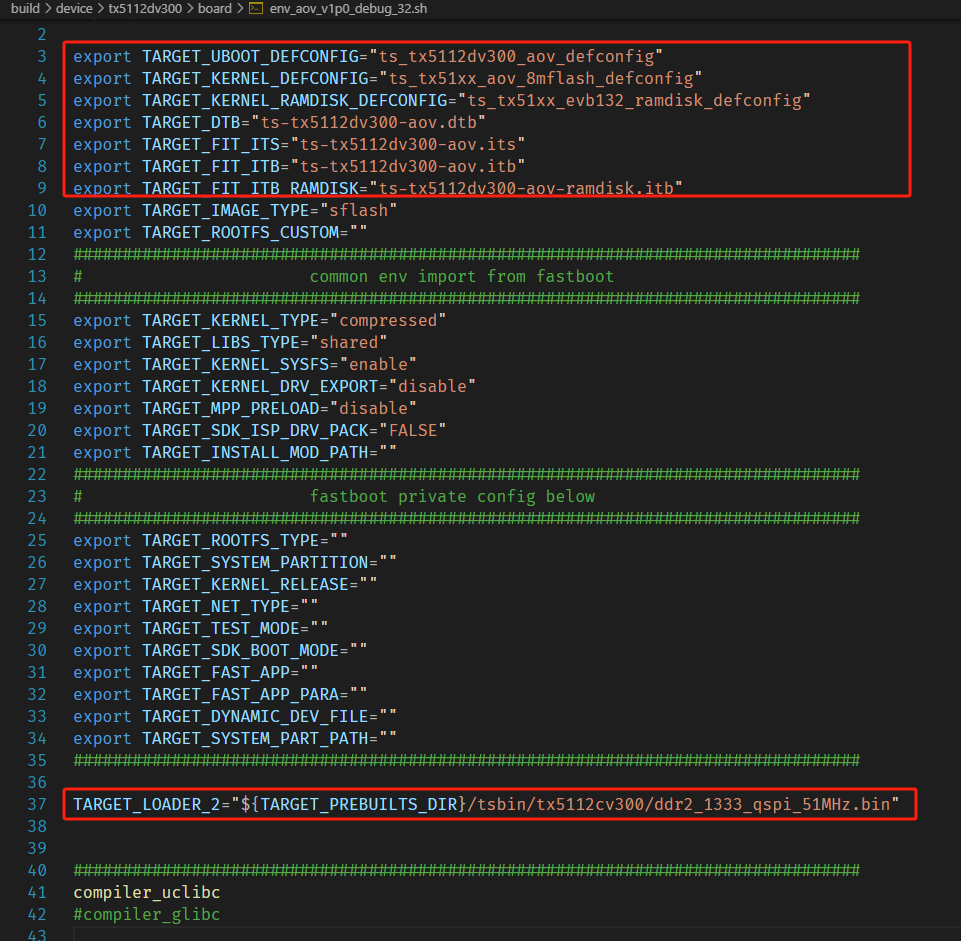 build > device > tx5112dv300 > board > env_aov_v1p0_debug_32.sh
2
3 export TARGET_UBOOT_DEFCONFIG="ts_tx5112dv300_aov_defconfig"
4 export TARGET_KERNEL_DEFCONFIG="ts_tx51xx_aov_8mflash_defconfig"
5 export TARGET_KERNEL_RAMDISK_DEFCONFIG="ts_tx51xx_evb132_ramdisk_defconfig"
6 export TARGET_DTB="ts-tx5112dv300-aov.dtb"
7 export TARGET_FIT_ITS="ts-tx5112dv300-aov.its"
8 export TARGET_FIT_ITB="ts-tx5112dv300-aov.itb"
9 export TARGET_FIT_ITB_RAMDISK="ts-tx5112dv300-aov-ramdisk.itb"
10 export TARGET_IMAGE_TYPE="sflash"
11 export TARGET_ROOTFS_CUSTOM=""
12 ################################################################################
13 # common env import from fastboot
14 ################################################################################
15 export TARGET_KERNEL_TYPE="compressed"
16 export TARGET_LIBS_TYPE="shared"
17 export TARGET_KERNEL_SYSFS="enable"
18 export TARGET_KERNEL_DRV_EXPORT="disable"
19 export TARGET_MPP_PRELOAD="disable"
20 export TARGET_SDK_ISP_DRV_PACK="FALSE"
21 export TARGET_INSTALL_MOD_PATH=""
22 ################################################################################
23 # fastboot private config below
24 ################################################################################
25 export TARGET_ROOTFS_TYPE=""
26 export TARGET_SYSTEM_PARTITION=""
27 export TARGET_KERNEL_RELEASE=""
28 export TARGET_NET_TYPE=""
29 export TARGET_TEST_MODE=""
30 export TARGET_SDK_BOOT_MODE=""
31 export TARGET_FAST_APP=""
32 export TARGET_FAST_APP_PARA=""
33 export TARGET_DYNAMIC_DEV_FILE=""
34 export TARGET_SYSTEM_PART_PATH=""
35 ################################################################################
36
37 TARGET_LOADER_2="${TARGET_PREBUILTS_DIR}/tsbin/tx5112cv300/ddr2_1333_qspi_51MHz.bin"
38
39
40 ################################################################################
41 compiler_uclibc
42 #compiler_glibc
43